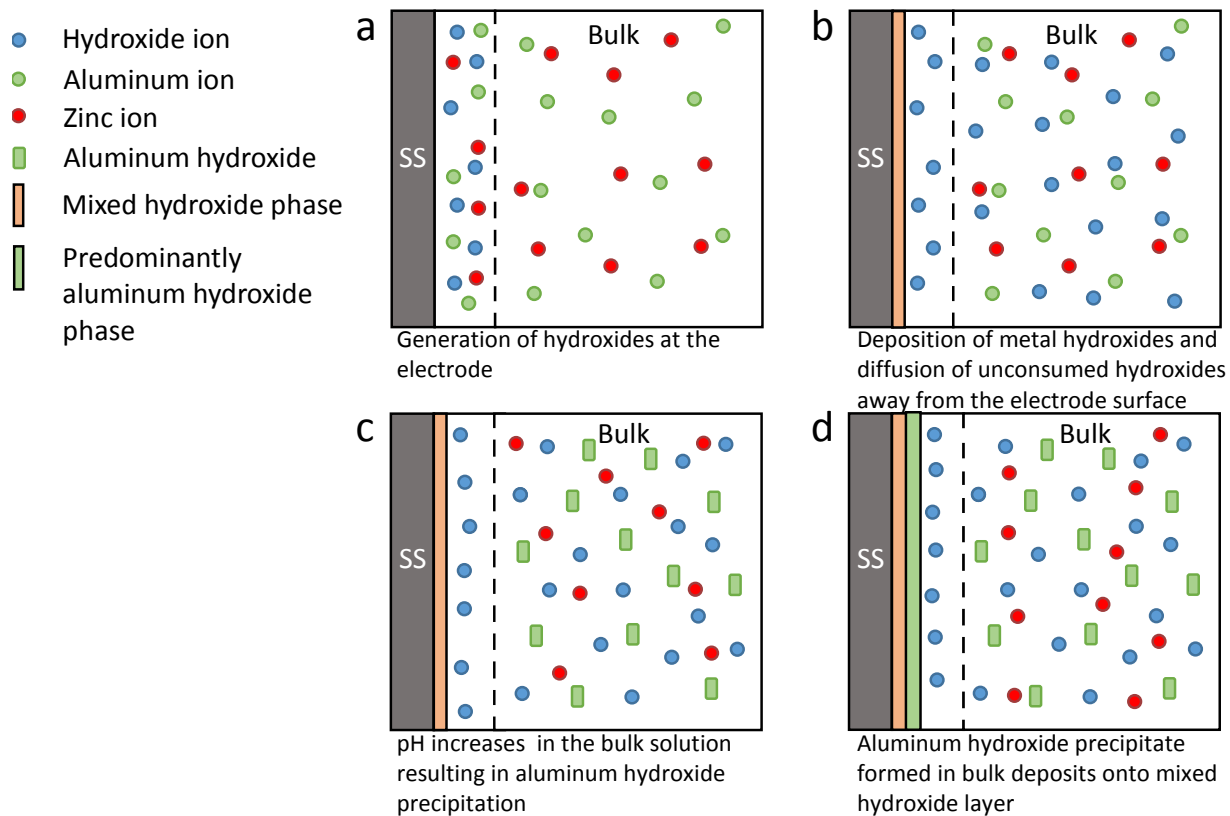 Hydroxide ion
Aluminum ion
Zinc ion
Aluminum hydroxide
Mixed hydroxide phase
Predominantly
aluminum hydroxide
phase
a
Bulk
SS
Generation of hydroxides at the
electrode
b
Bulk
SS
Deposition of metal hydroxides and
diffusion of unconsumed hydroxides
away from the electrode surface
c
Bulk
SS
pH increases in the bulk solution
resulting in aluminum hydroxide
precipitation
d
Bulk
SS
Aluminum hydroxide precipitate
formed in bulk deposits onto mixed
hydroxide layer